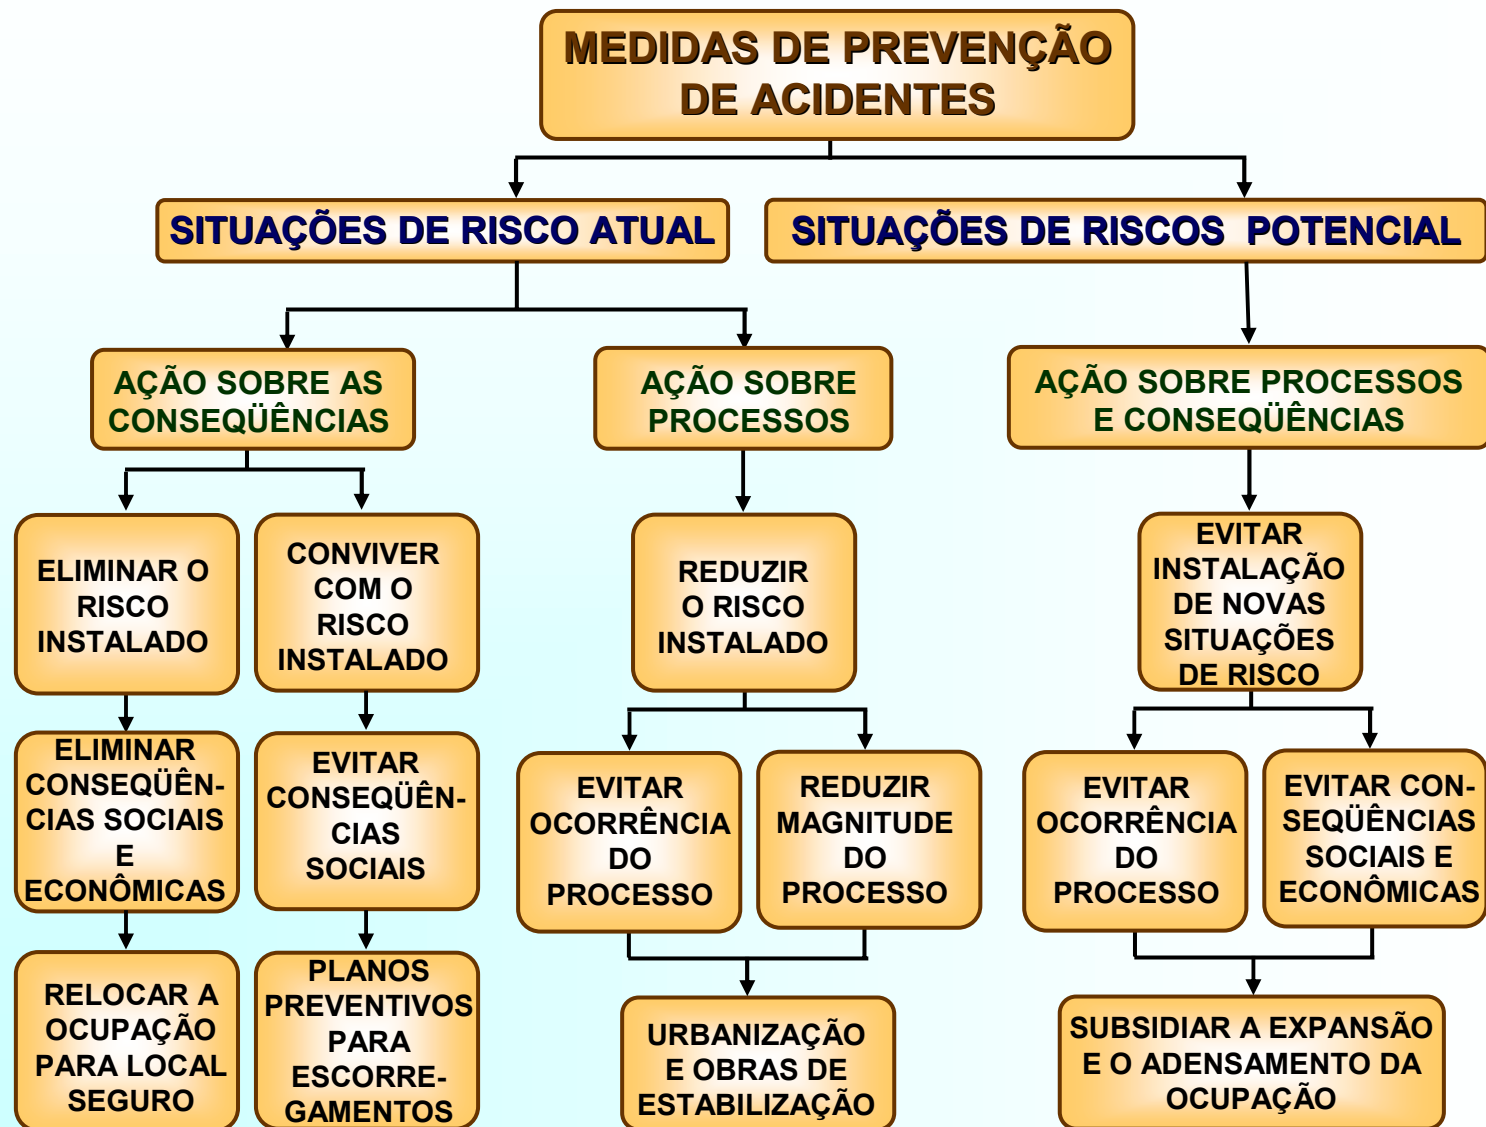 MEDIDAS DE PREVENÇÃO
DE ACIDENTES
SITUAÇÕES DE RISCO ATUAL
SITUAÇÕES DE RISCOS POTENCIAL
AÇÃO SOBRE AS
CONSEQÜÊNCIAS
AÇÃO SOBRE
PROCESSOS
AÇÃO SOBRE PROCESSOS
E CONSEQÜÊNCIAS
ELIMINAR O
RISCO
INSTALADO
CONVIVER
COM O
RISCO
INSTALADO
REDUZIR
O RISCO
INSTALADO
EVITAR
INSTALAÇÃO
DE NOVAS
SITUAÇÕES
DE RISCO
ELIMINAR
CONSEQÜÊN-
CIAS SOCIAIS
E
ECONÔMICAS
EVITAR
CONSEQÜÊN-
CIAS
SOCIAIS
EVITAR
OCORRÊNCIA
DO
PROCESSO
REDUZIR
MAGNITUDE
DO
PROCESSO
EVITAR
OCORRÊNCIA
DO
PROCESSO
EVITAR CON-
SEQÜÊNCIAS
SOCIAIS E
ECONÔMICAS
RELOCAR A
OCUPAÇÃO
PARA LOCAL
SEGURO
PLANOS
PREVENTIVOS
PARA
ESCORRE-
GAMENTOS
URBANIZAÇÃO
E OBRAS DE
ESTABILIZAÇÃO
SUBSIDIAR A EXPANSÃO
E O ADENSAMENTO DA
OCUPAÇÃO